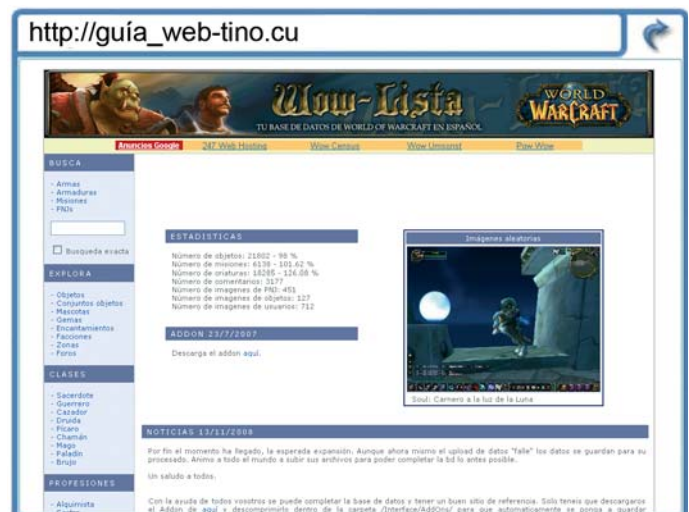 http://guía_web-tino.cu
Wow-Lista
TU BASE DE DATOS DE WORLD OF WARCRAFT EN ESPAÑOL
WORLD
WARCRAFT
Anuncios Google 247 Web Hosting Wow Census Pow Wow
BUSCA
- Armas
- Armaduras
- Misiones
- PNJs
Busqueda exacta
EXPLORA
- Objetos
- Conjuntos objetos
- Mascotas
- Gemas
- Encantamientos
- Facciones
- Zonas
- Foros
CLASES
- Sacerdote
- Guerrero
- Cazador
- Druida
- Pícaro
- Chamán
- Mago
- Paladín
- Brujo
PROFESIONES
- Alquimista
ESTADISTICAS
Número de objetos: 21802 - 98 %
Número de misiones: 6138 - 101.62 %
Número de criaturas: 18285 - 126.08 %
Número de comentarios: 3177
Número de imagenes de PNJ: 451
Número de imagenes de objetos: 127
Número de imagenes de usuarios: 712
ADDON 23/7/2007
Descarga el addon aquí.
Imágenes aleatorias
Soul: Carnero a la luz de la Luna
NOTICIAS 13/11/2008
Por fin el momento ha llegado, la espereda expansión. Aunque ahora mismo el upload de datos "falle" los datos se guardan para su
procesado. Animo a todo el mundo a subir sus archivos para poder completar la bd lo antes posible.
Un saludo a todos.
Con la ayuda de todos vosotros se puede completar la base de datos y tener un buen sitio de referencia. Solo teneis que descargaros
el Addon de aquí y descomprimirlo dentro de la carpeta /Interface/AddOns/ para que automaticamente se ponga a guardar